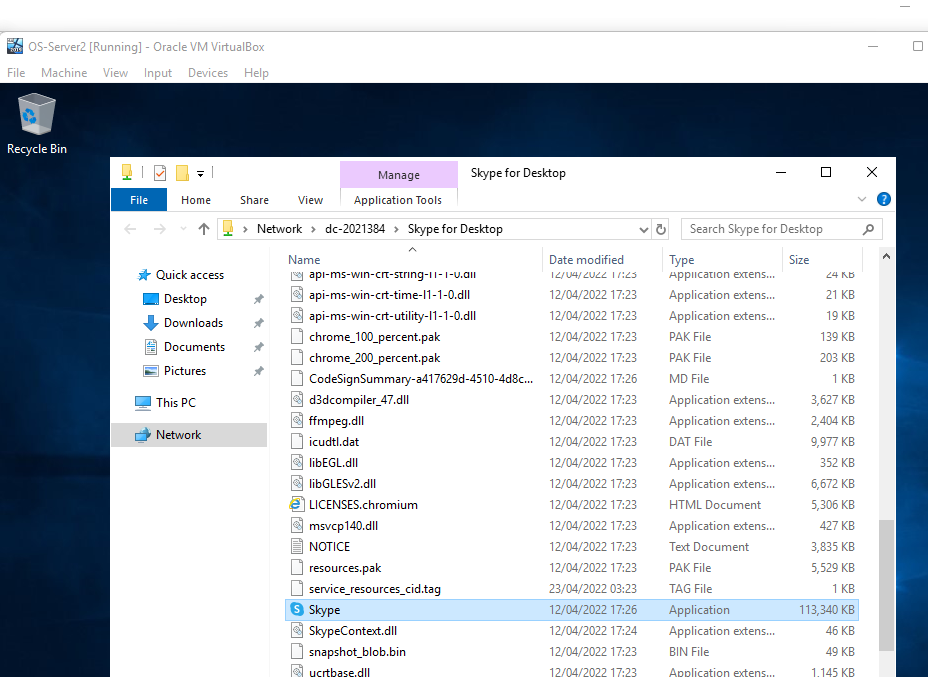 OS-Server2 [Running] - Oracle VM VirtualBox
File Machine View Input Devices Help
Recycle Bin
Manage Skype for Desktop
File Home Share View Application Tools
Network > dc-2021384 > Skype for Desktop Search Skype for Desktop
Name Date modified Type Size
Quick access
Desktop
Downloads
Documents
Pictures
This PC
Network
api-ms-win-crt-string-l1-1-0.dll 12/04/2022 17:23 Application extens... 24 KB
api-ms-win-crt-time-l1-1-0.dll 12/04/2022 17:23 Application extens... 21 KB
api-ms-win-crt-utility-l1-1-0.dll 12/04/2022 17:23 Application extens... 19 KB
chrome_100_percent.pak 12/04/2022 17:23 PAK File 139 KB
chrome_200_percent.pak 12/04/2022 17:23 PAK File 203 KB
CodeSignSummary-a417629d-4510-4d8c... 12/04/2022 17:26 MD File 1 KB
d3dcompiler_47.dll 12/04/2022 17:23 Application extens... 3,627 KB
ffmpeg.dll 12/04/2022 17:23 Application extens... 2,404 KB
icudtl.dat 12/04/2022 17:23 DAT File 9,977 KB
libEGL.dll 12/04/2022 17:23 Application extens... 352 KB
libGLESv2.dll 12/04/2022 17:23 Application extens... 6,672 KB
LICENSES.chromium 12/04/2022 17:23 HTML Document 5,306 KB
msvcp140.dll 12/04/2022 17:23 Application extens... 427 KB
NOTICE 12/04/2022 17:23 Text Document 3,835 KB
resources.pak 12/04/2022 17:23 PAK File 5,529 KB
service_resources_cid.tag 23/04/2022 03:23 TAG File 1 KB
Skype 12/04/2022 17:26 Application 113,340 KB
SkypeContext.dll 12/04/2022 17:24 Application extens... 46 KB
snapshot_blob.bin 12/04/2022 17:23 BIN File 49 KB
ucrtbase.dll 12/04/2022 17:23 Application extens... 1,145 KB